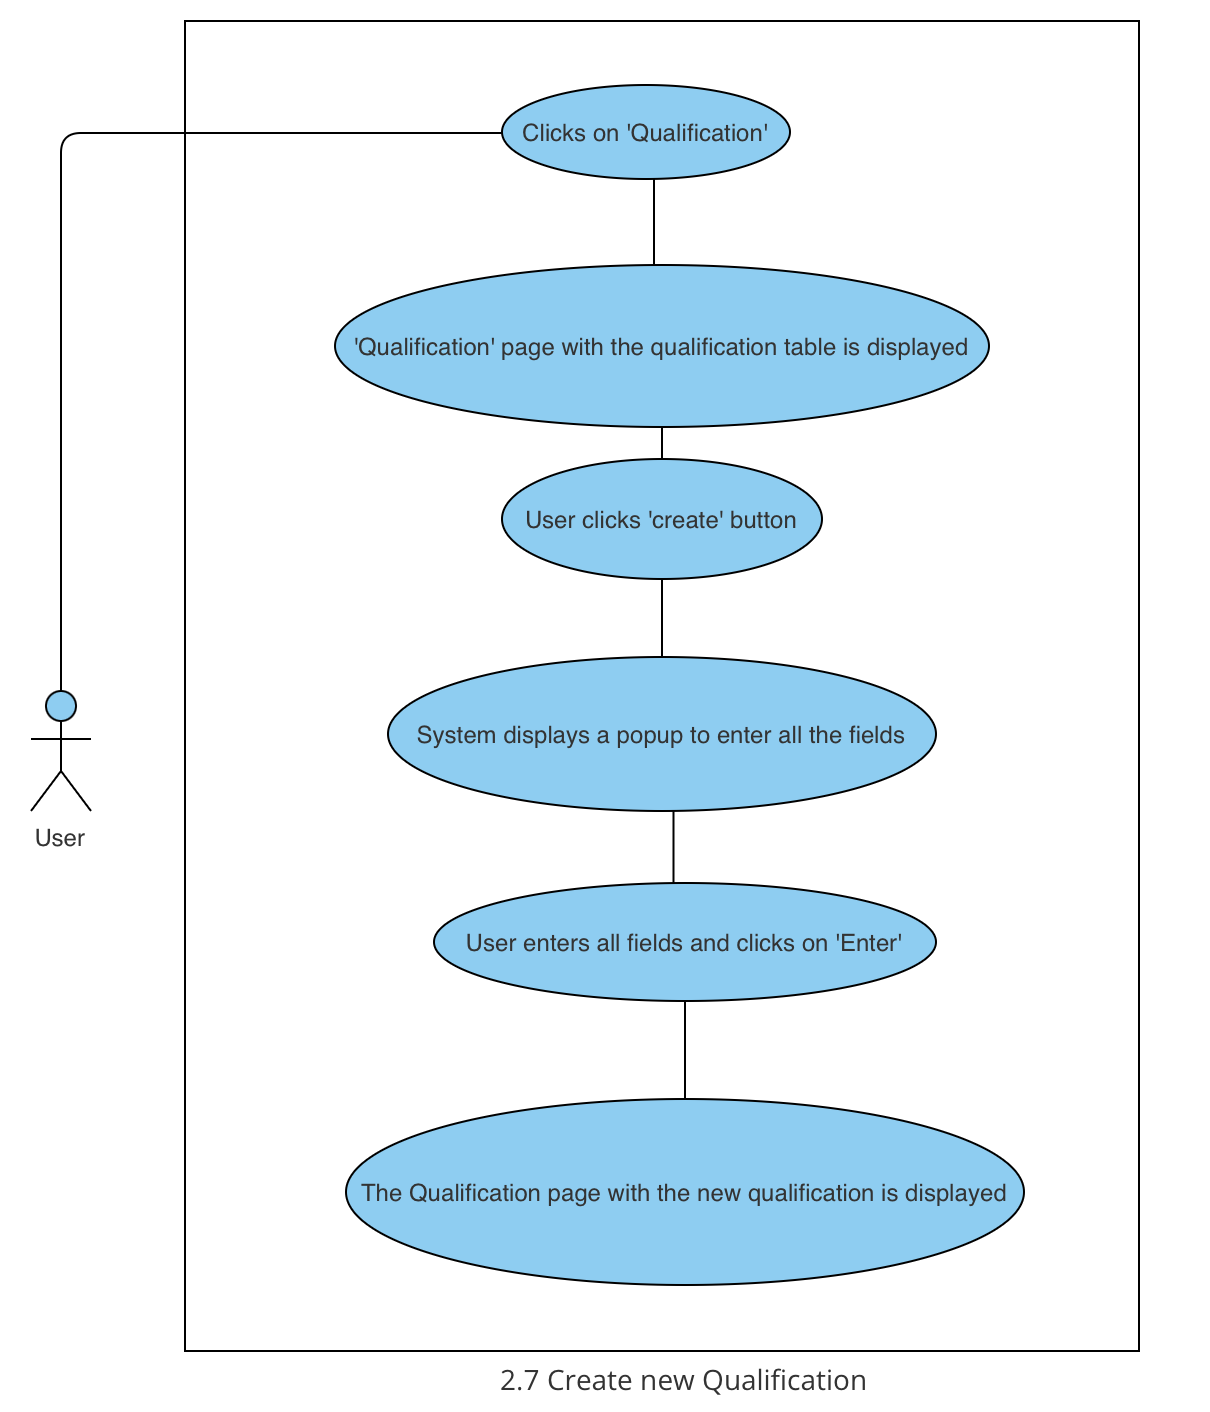 Clicks on 'Qualification'
'Qualification' page with the qualification table is displayed
User clicks 'create' button
System displays a popup to enter all the fields
User
User enters all fields and clicks on 'Enter'
The Qualification page with the new qualification is displayed
2.7 Create new Qualification